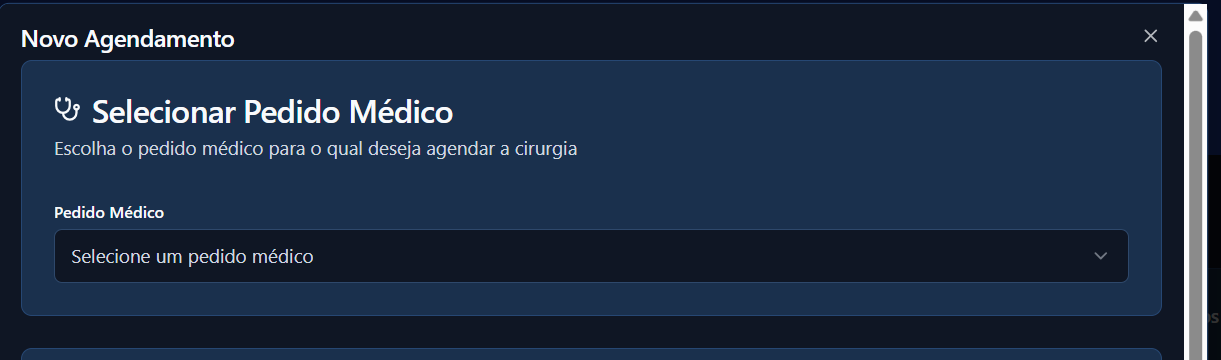 Novo Agendamento
Selecionar Pedido Médico
Escolha o pedido médico para o qual deseja agendar a cirurgia
Pedido Médico
Selecione um pedido médico